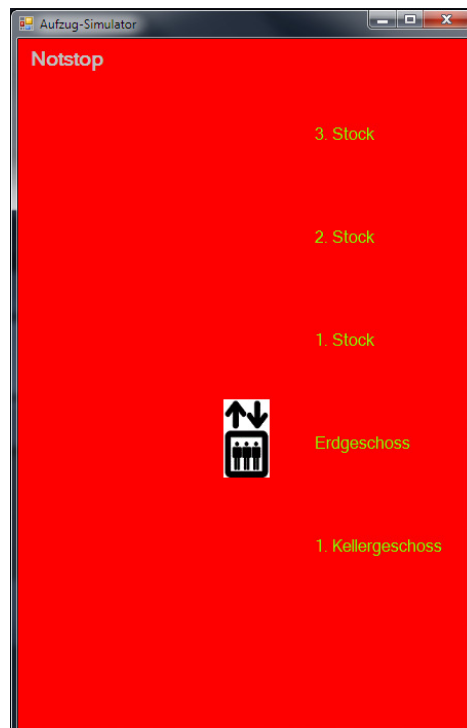 Aufzug-Simulator
Notstop
3. Stock
2. Stock
1. Stock
Erdgeschoss
1. Kellergeschoss